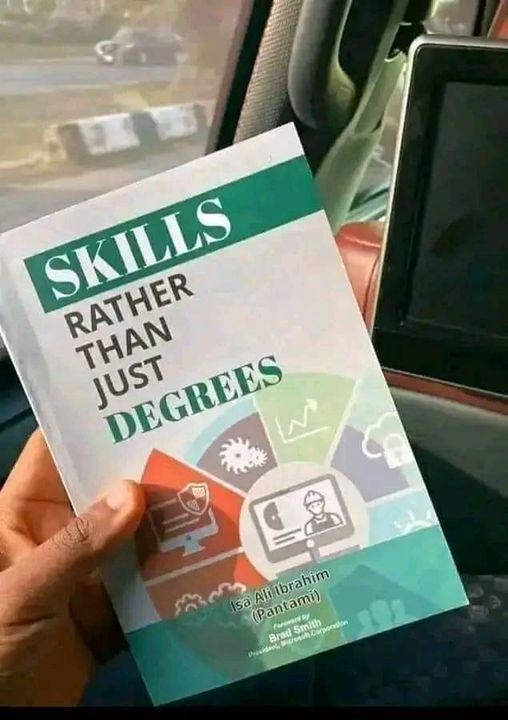 SKILLS
RATHER
THAN
JUST
DEGREES
Isa Ali Ibrahim
(Pantami)
Foreword by
Brad Smith
President, Microsoft Corporation